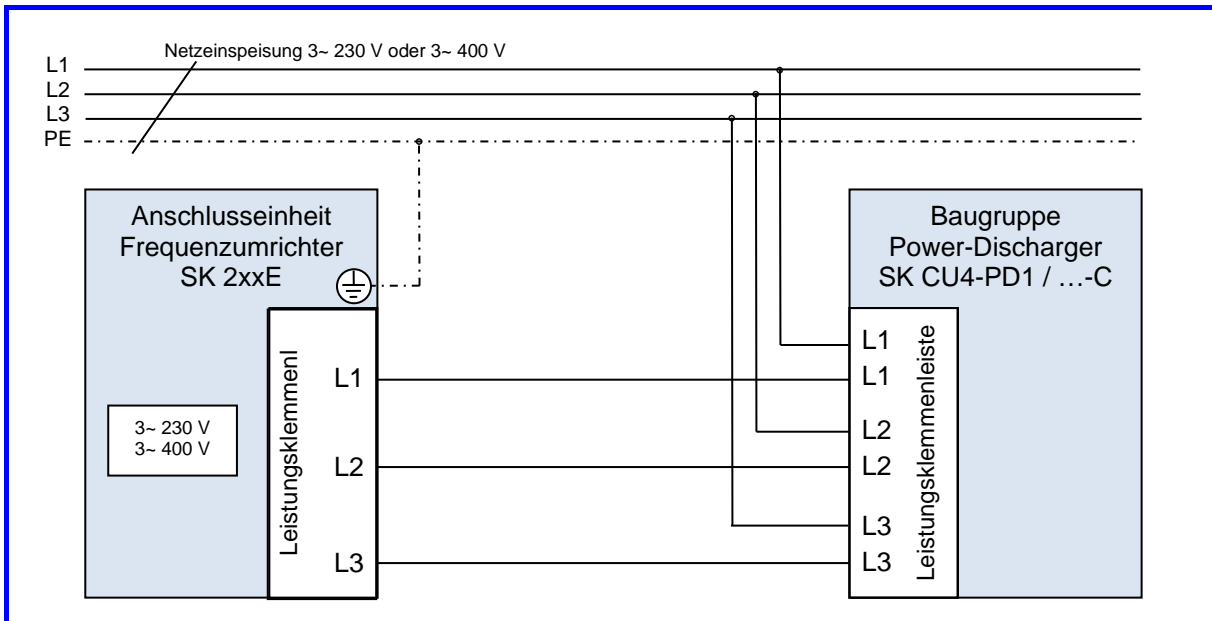 Netzeinspeisung 3~ 230 V oder 3~ 400 V
L1
L2
L3
PE
Anschlusseinheit
Frequenzumrichter
SK 2xxE
Leistungsklemmenl
L1
L2
L3
3~ 230 V
3~ 400 V
Baugruppe
Power-Discharger
SK CU4-PD1 / …-C
L1
L1
L2
L2
L3
L3
Leistungsklemmenleiste